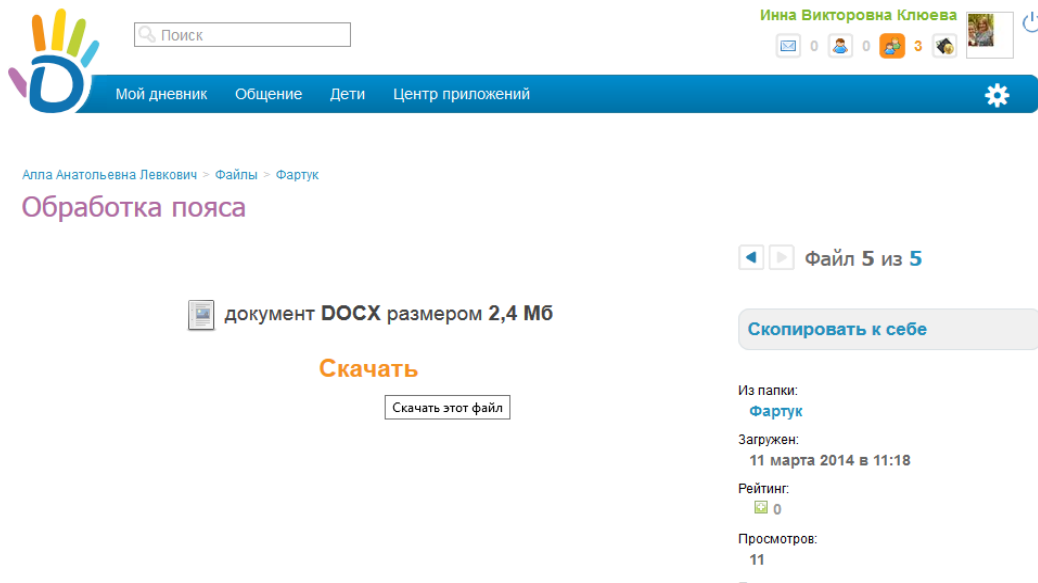 Инна Викторовна Клюева
Поиск
0 0 3
Мой дневник Общение Дети Центр приложений
Алла Анатольевна Левкович > Файлы > Фартук
Обработка пояса
Файл 5 из 5
документ DOCX размером 2,4 Мб
Скопировать к себе
Скачать
Скачать этот файл
Из папки:
Фартук
Загружен:
11 марта 2014 в 11:18
Рейтинг:
0
Просмотров:
11